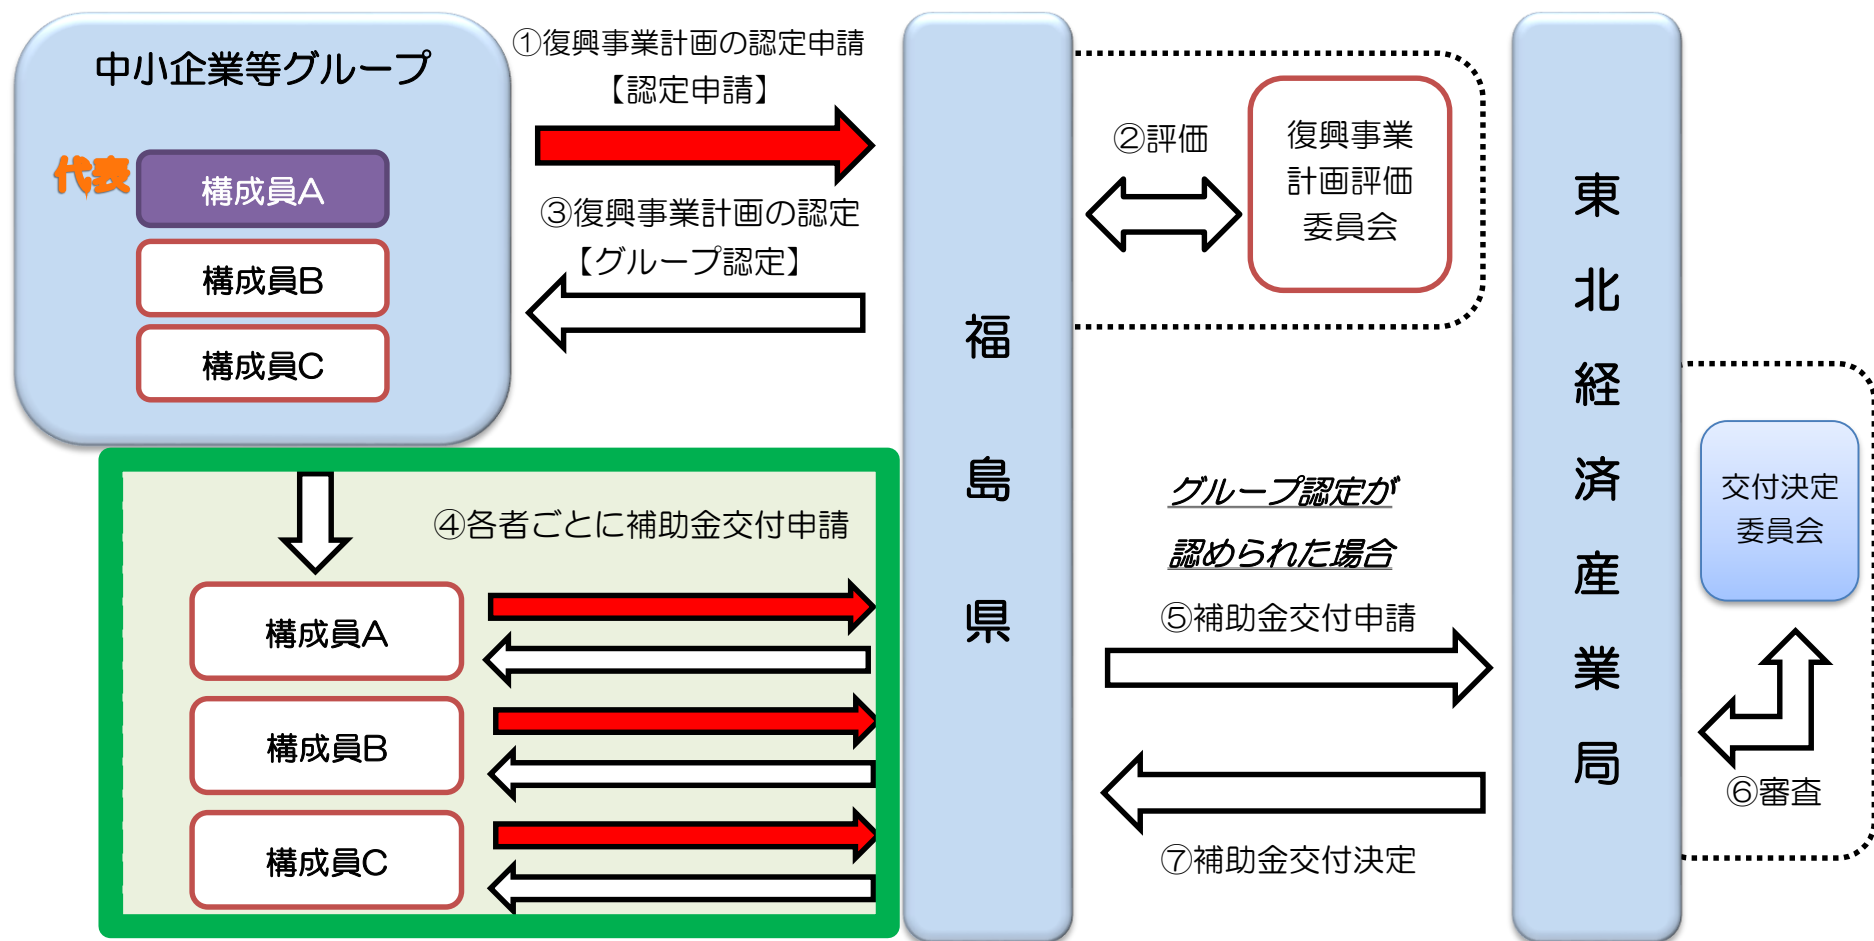 中小企業等グループ
代表
構成員A
構成員B
構成員C
①復興事業計画の認定申請
【認定申請】
③復興事業計画の認定
【グループ認定】
②評価
復興事業
計画評価
委員会
福島県
東北経済産業局
④各者ごとに補助金交付申請
構成員A
構成員B
構成員C
グループ認定が
認められた場合
⑤補助金交付申請
⑦補助金交付決定
交付決定
委員会
⑥審査